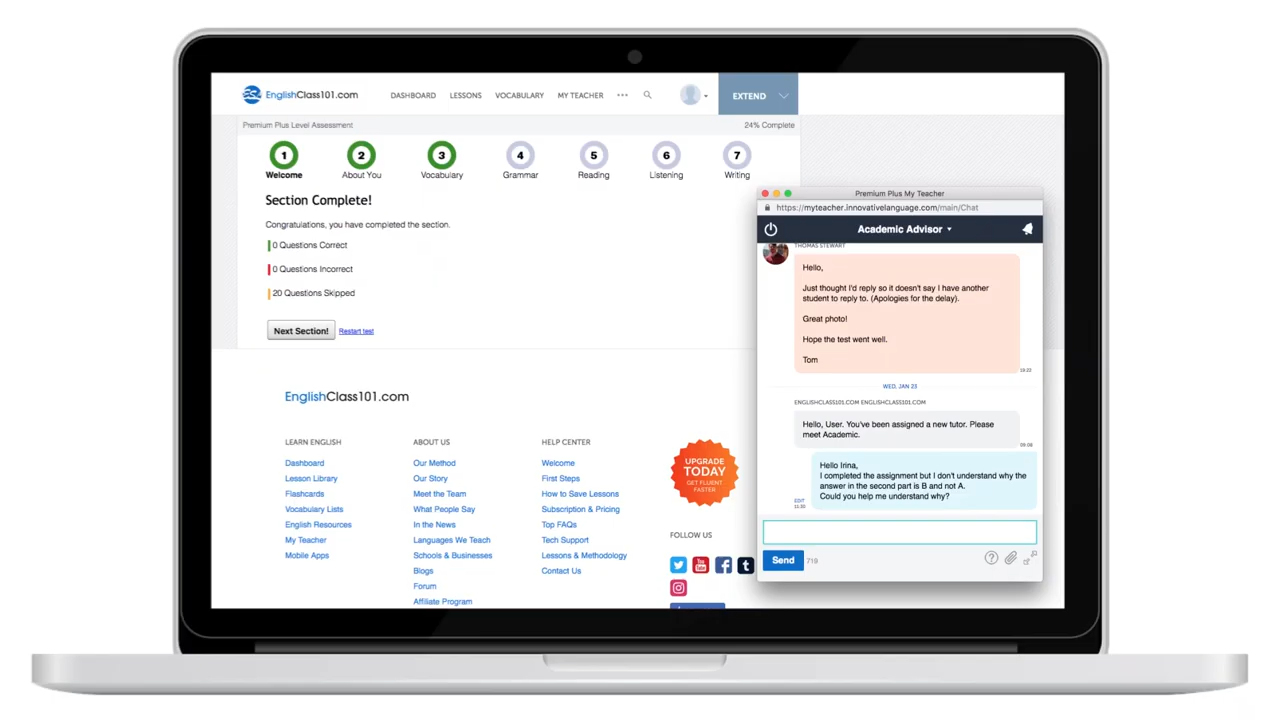 EnglishClass101.com
DASHBOARD LESSONS VOCABULARY MY TEACHER ••• EXTEND
Premium Plus Level Assessment 24% Complete
1 2 3 4 5 6 7
Welcome About You Vocabulary Grammar Reading Listening Writing
Section Complete!
Congratulations, you have completed the section.
0 Questions Correct
0 Questions Incorrect
20 Questions Skipped
Next Section! Restart test
EnglishClass101.com
LEARN ENGLISH
Dashboard
Lesson Library
Flashcards
Vocabulary Lists
English Resources
My Teacher
Mobile Apps
ABOUT US
Our Method
Our Story
Meet the Team
What People Say
In the News
Languages We Teach
Schools & Businesses
Blogs
Forum
Affiliate Program
HELP CENTER
Welcome
First Steps
How to Save Lessons
Subscription & Pricing
Top FAQs
Tech Support
Lessons & Methodology
Contact Us
UPGRADE
TODAY
GET FLUENT
FASTER
FOLLOW US
You
Tube
Premium Plus My Teacher
https://myteacher.innovativelanguage.com/main/Chat
Academic Advisor
THOMAS STEWART
Hello,
Just thought I'd reply so it doesn't say I have another
student to reply to. (Apologies for the delay).
Great photo!
Hope the test went well.
Tom
19:22
WED, JAN 23
ENGLISHCLASS101.COM ENGLISHCLASS101.COM
Hello, User. You've been assigned a new tutor. Please
meet Academic.
09:08
Hello Irina,
I completed the assignment but I don't understand why the
answer in the second part is B and not A.
Could you help me understand why?
EDIT
Send 719